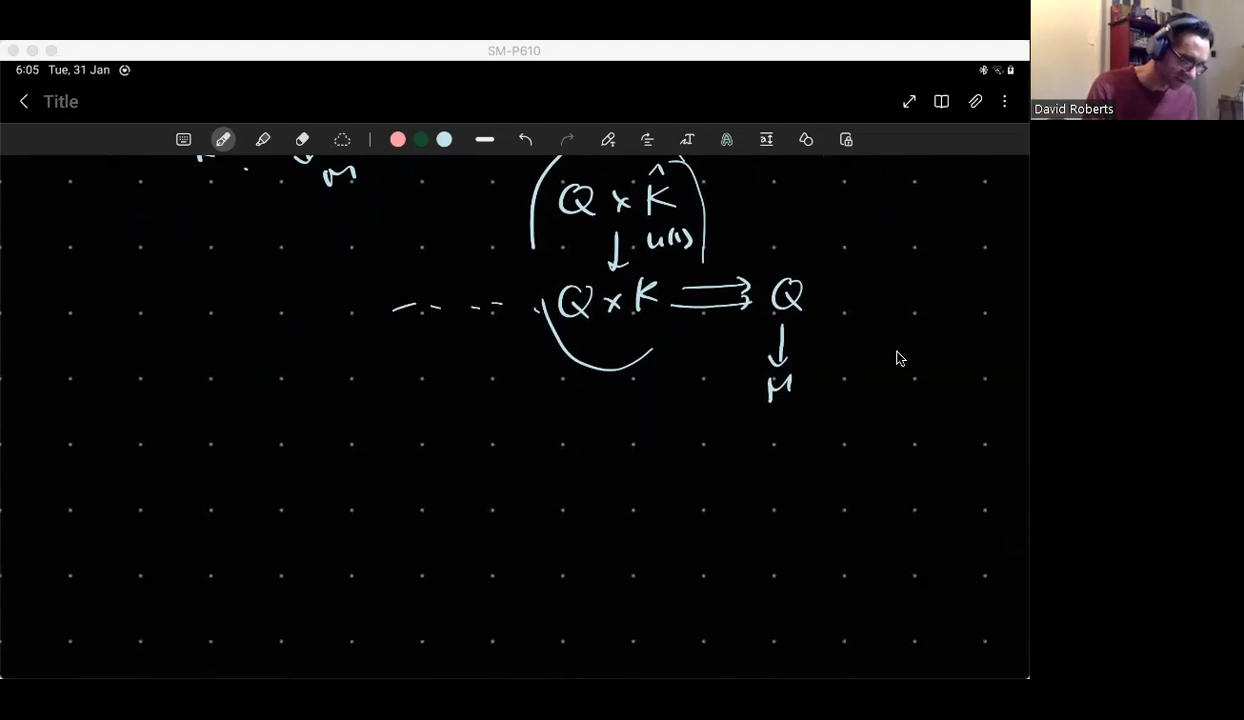 SM-P610
6:05 Tue, 31 Jan
David Roberts
Title
M
Q × K̂
↓ U(1)
Q × K ⇉ Q
↓
M